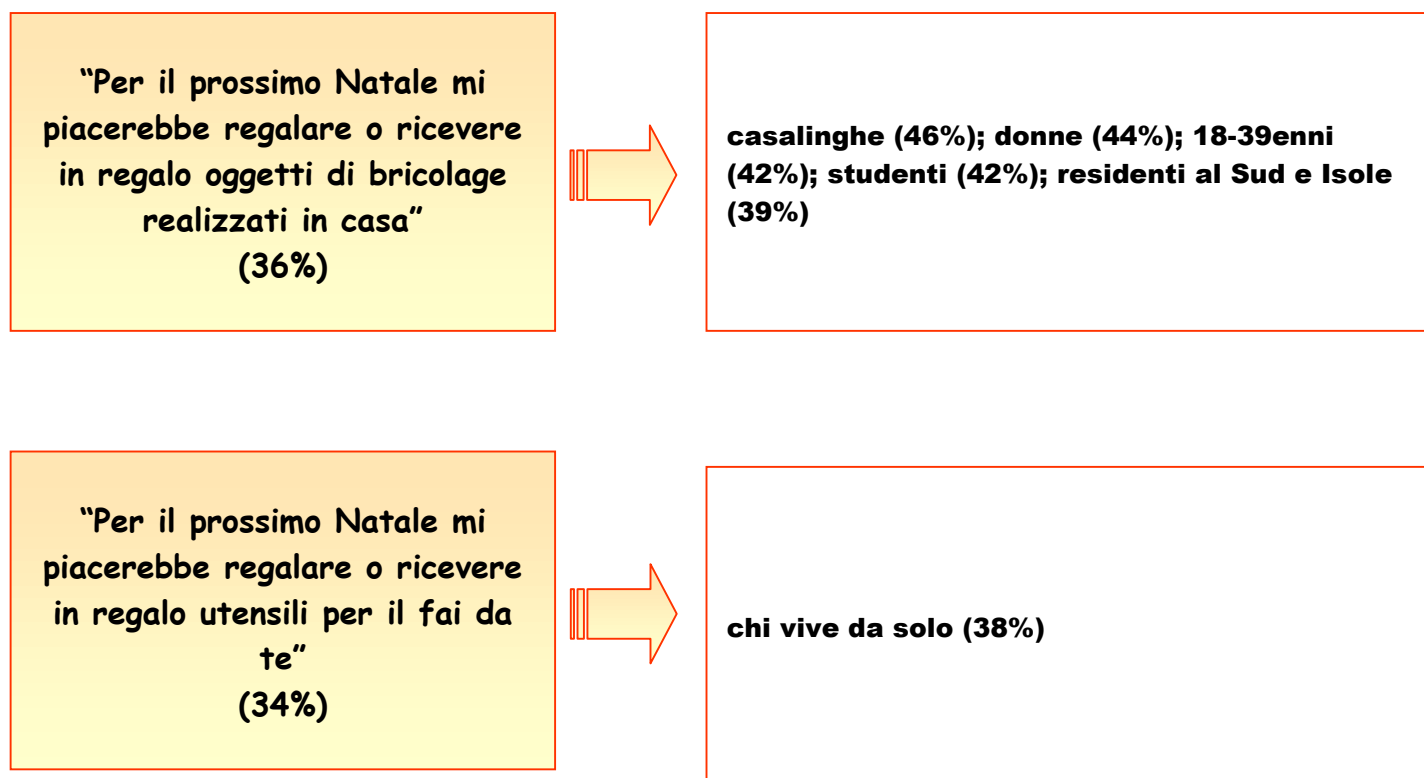 “Per il prossimo Natale mi
piacerebbe regalare o ricevere
in regalo oggetti di bricolage
realizzati in casa”
(36%)
casalinghe (46%); donne (44%); 18-39enni
(42%); studenti (42%); residenti al Sud e Isole
(39%)
“Per il prossimo Natale mi
piacerebbe regalare o ricevere
in regalo utensili per il fai da
te”
(34%)
chi vive da solo (38%)